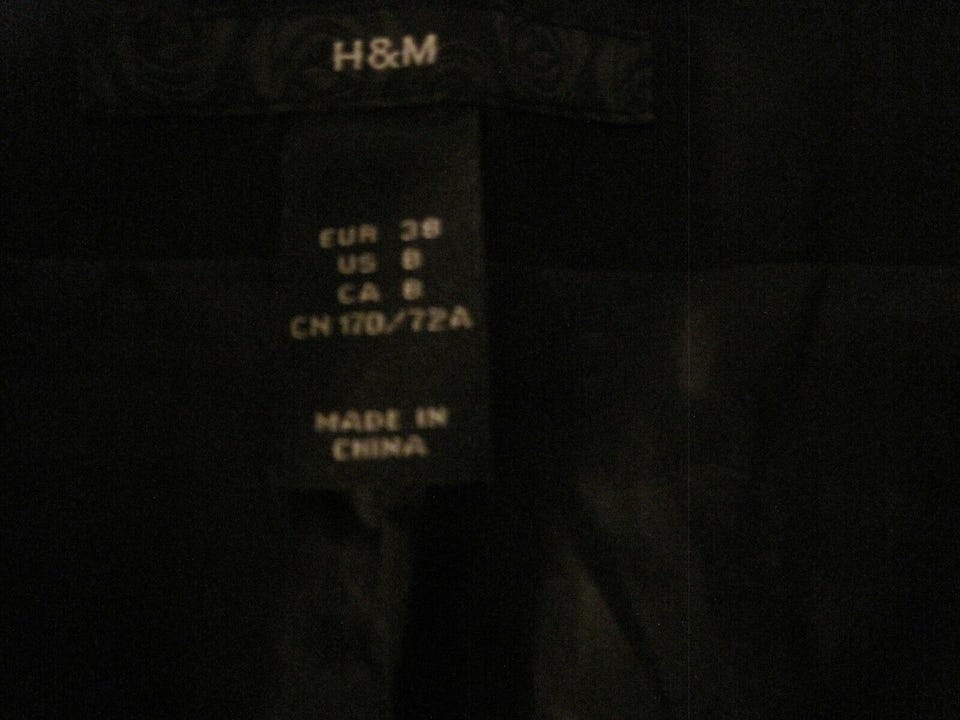 H&M
EUR 38
US 8
CA 8
CN 170/72A
MADE IN
CHINA